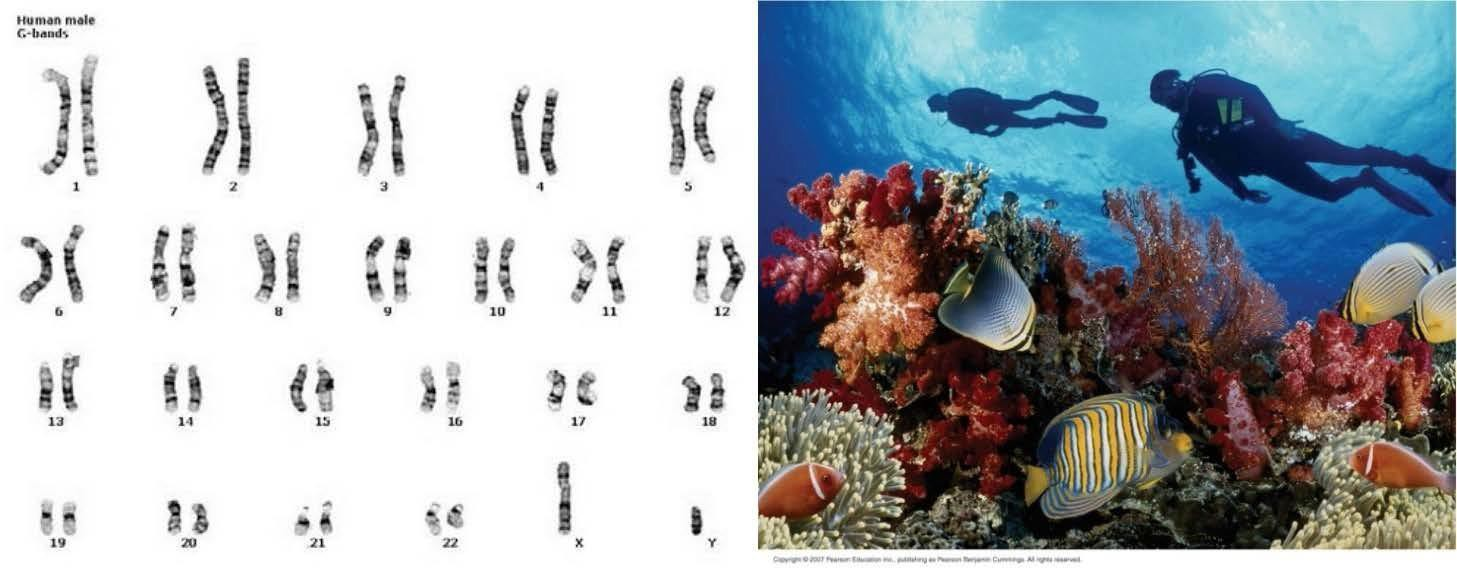 Human male
G-bands
1 2 3 4 5
6 7 8 9 10 11 12
13 14 15 16 17 18
19 20 21 22 X Y
Copyright © 2007 Pearson Education Inc., publishing as Pearson Benjamin Cummings. All rights reserved.